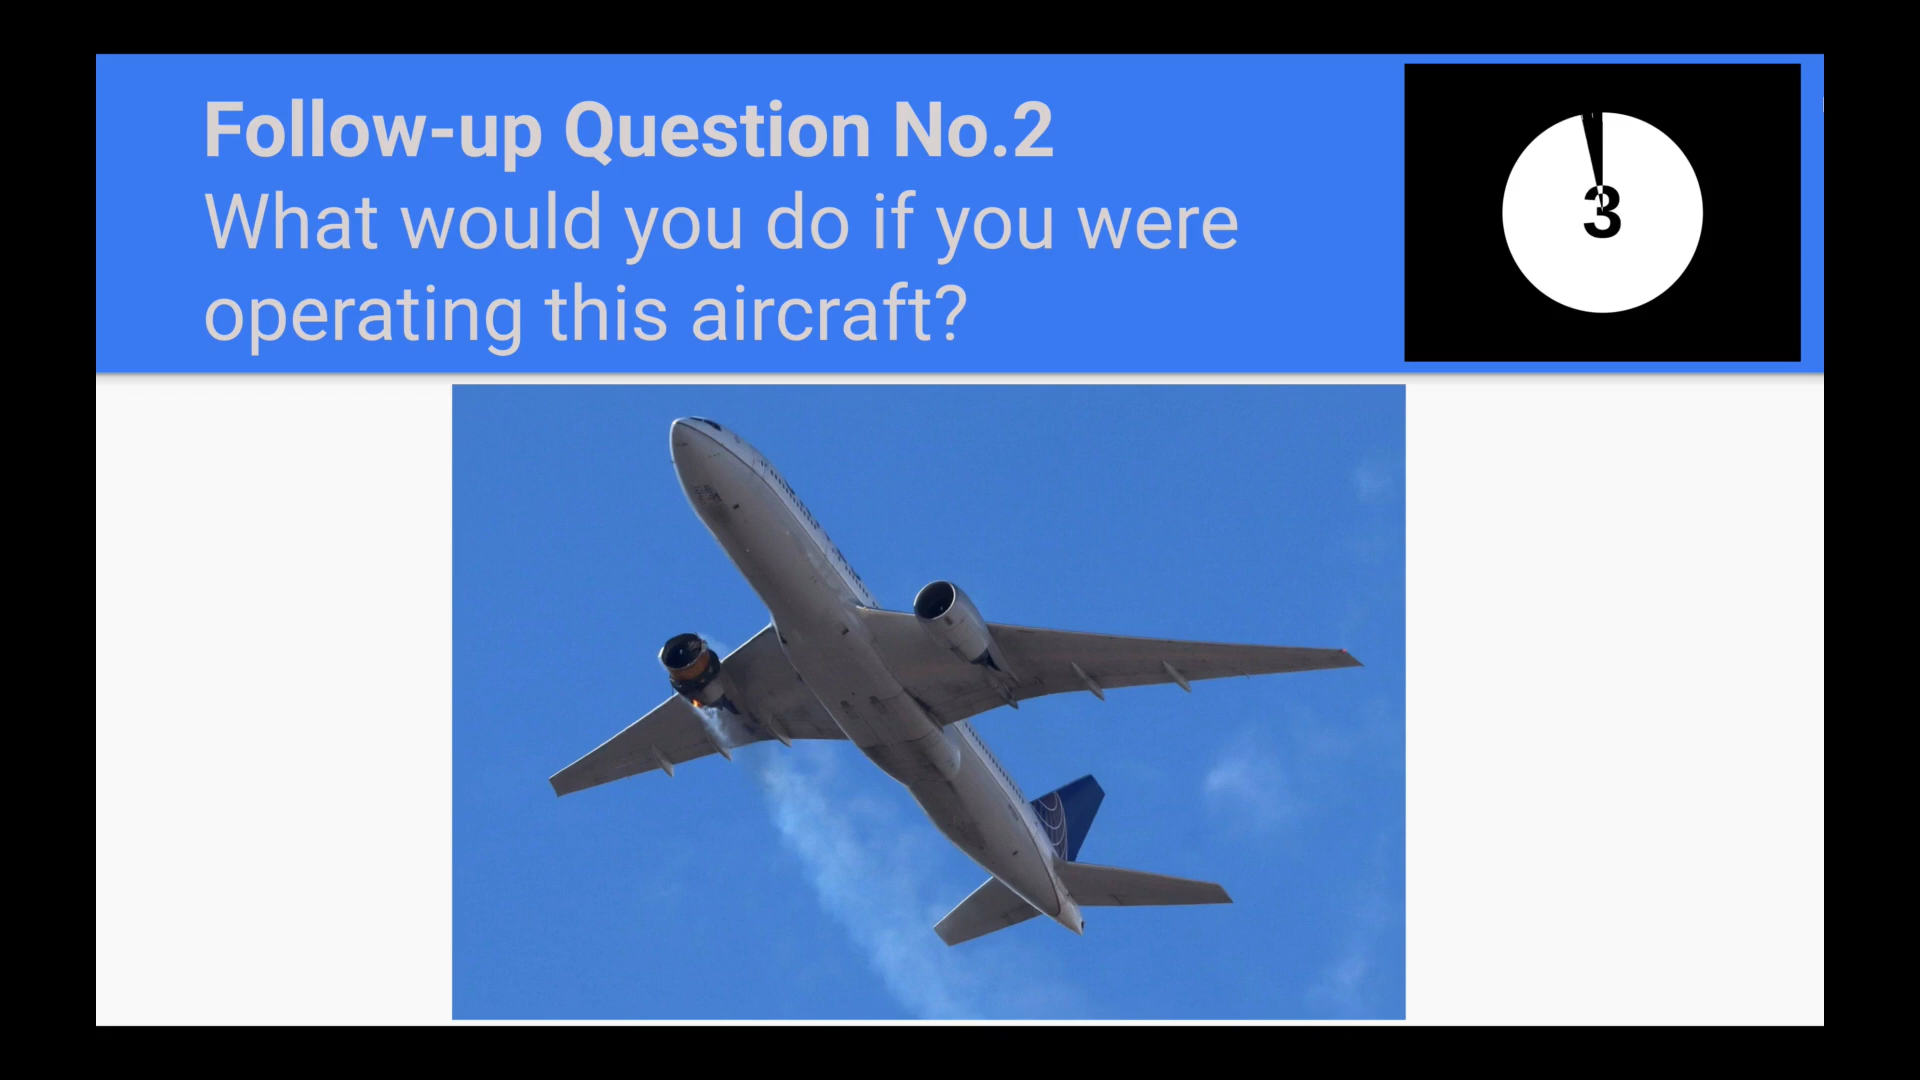 Follow-up Question No.2
What would you do if you were
operating this aircraft?
3